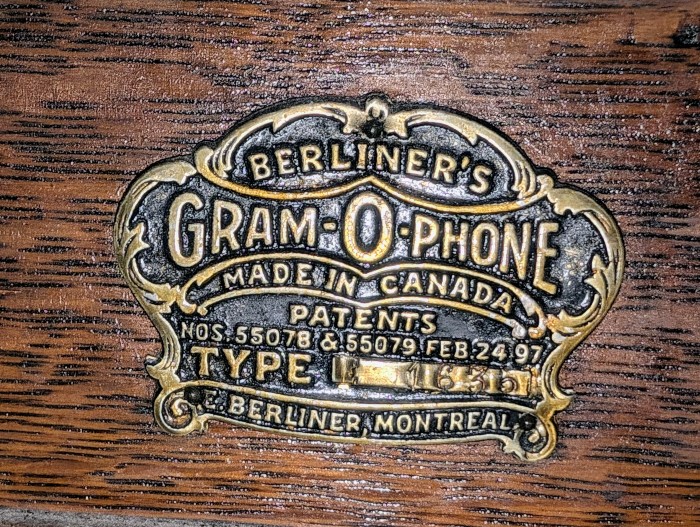 BERLINER'S
GRAM-O-PHONE
MADE IN CANADA
PATENTS
NOS. 55078 & 55079 FEB. 24. 97.
TYPE E
E. BERLINER, MONTREAL.